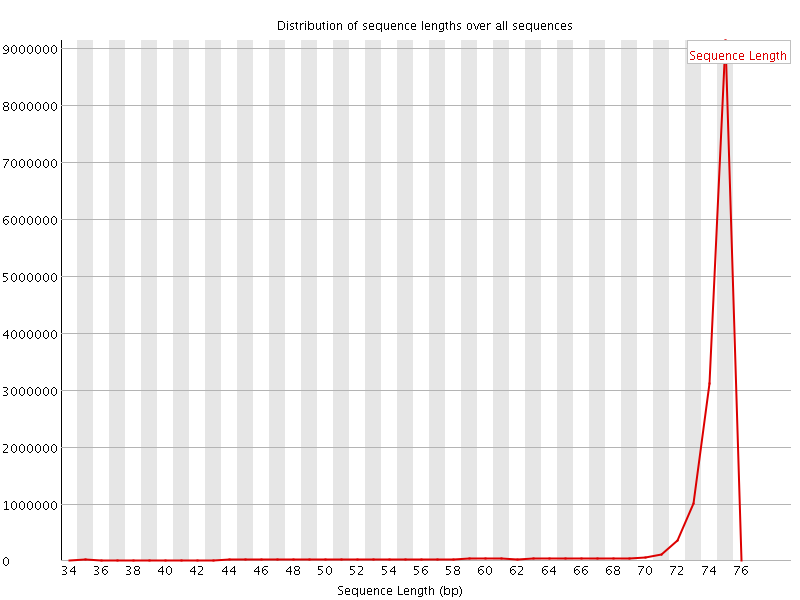 Distribution of sequence lengths over all sequences
Sequence Length
9000000
8000000
7000000
6000000
5000000
4000000
3000000
2000000
1000000
0
34 36 38 40 42 44 46 48 50 52 54 56 58 60 62 64 66 68 70 72 74 76
Sequence Length (bp)